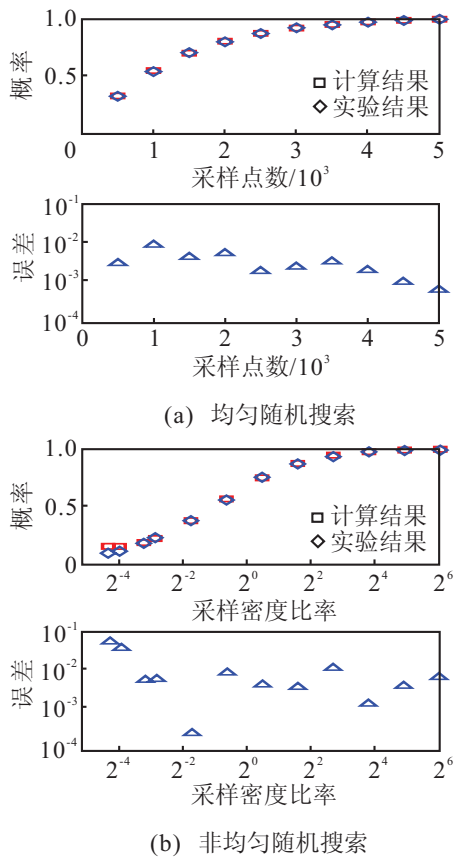 1.0
0.5
概率
□ 计算结果
◇ 实验结果
0 1 2 3 4 5
采样点数/10³
10⁻¹
10⁻²
10⁻³
10⁻⁴
误差
0 1 2 3 4 5
采样点数/10³
(a) 均匀随机搜索
1.0
0.5
0
概率
□ 计算结果
◇ 实验结果
2⁻⁴ 2⁻² 2⁰ 2² 2⁴ 2⁶
采样密度比率
10⁻¹
10⁻²
10⁻³
10⁻⁴
误差
2⁻⁴ 2⁻² 2⁰ 2² 2⁴ 2⁶
采样密度比率
(b) 非均匀随机搜索